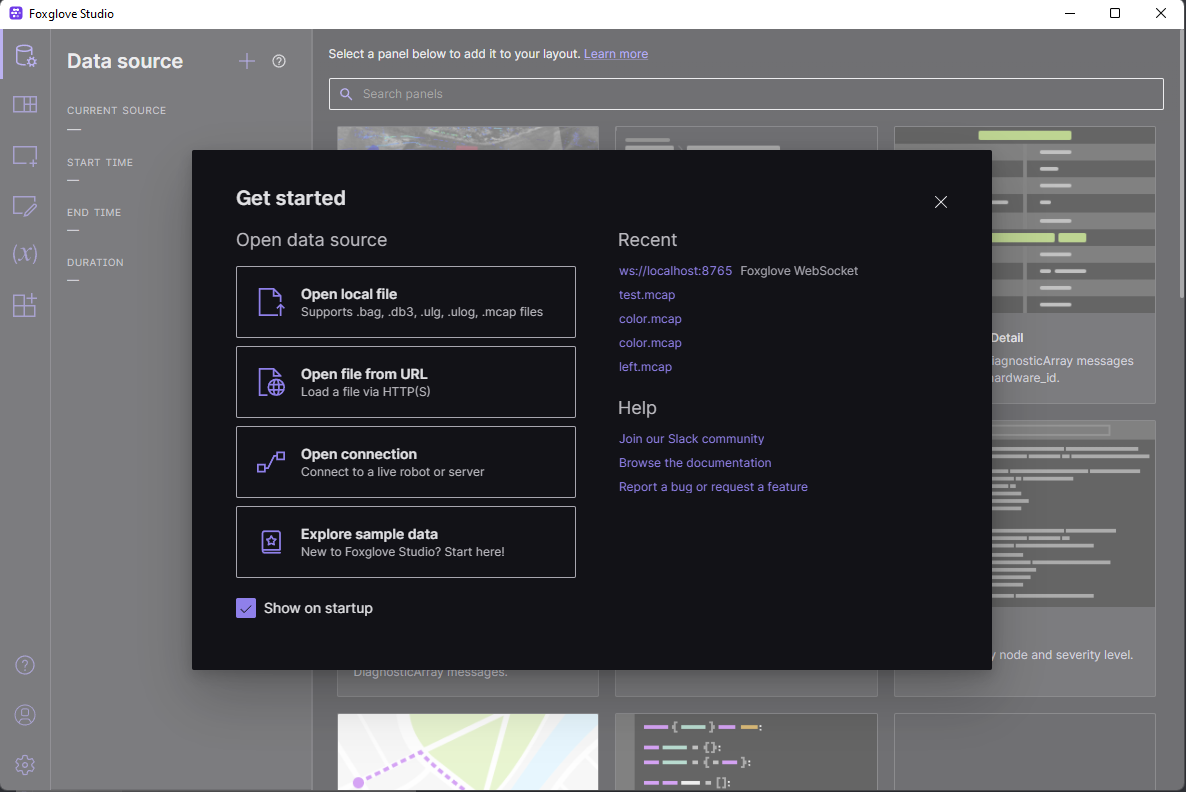 Foxglove Studio
Data source
CURRENT SOURCE
—
START TIME
—
END TIME
—
DURATION
—
Select a panel below to add it to your layout. Learn more
Search panels
Get started
Open data source
Open local file
Supports .bag, .db3, .ulg, .ulog, .mcap files
Open file from URL
Load a file via HTTP(S)
Open connection
Connect to a live robot or server
Explore sample data
New to Foxglove Studio? Start here!
Show on startup
Recent
ws://localhost:8765 Foxglove WebSocket
test.mcap
color.mcap
color.mcap
left.mcap
Help
Join our Slack community
Browse the documentation
Report a bug or request a feature
Detail
DiagnosticArray messages
hardware_id.
node and severity level.
DiagnosticArray messages.
{ }:
= {}:
= { = }:
= []: